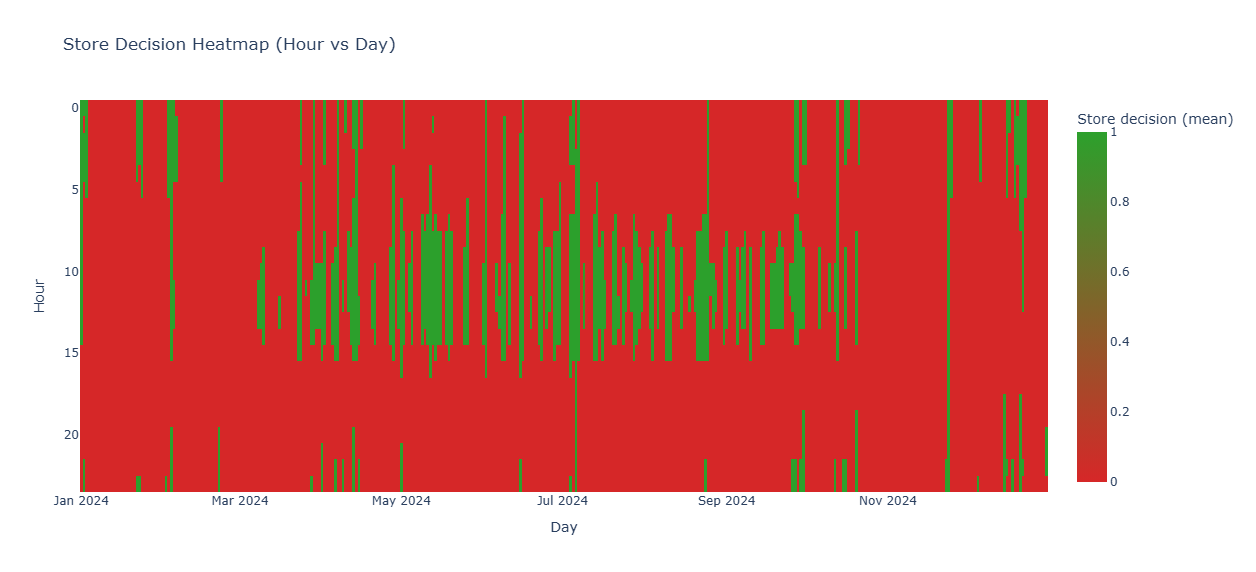 Store Decision Heatmap (Hour vs Day)
Store decision (mean)
0
5
10
15
20
Hour
1
0.8
0.6
0.4
0.2
0
Jan 2024
Mar 2024
May 2024
Jul 2024
Sep 2024
Nov 2024
Day